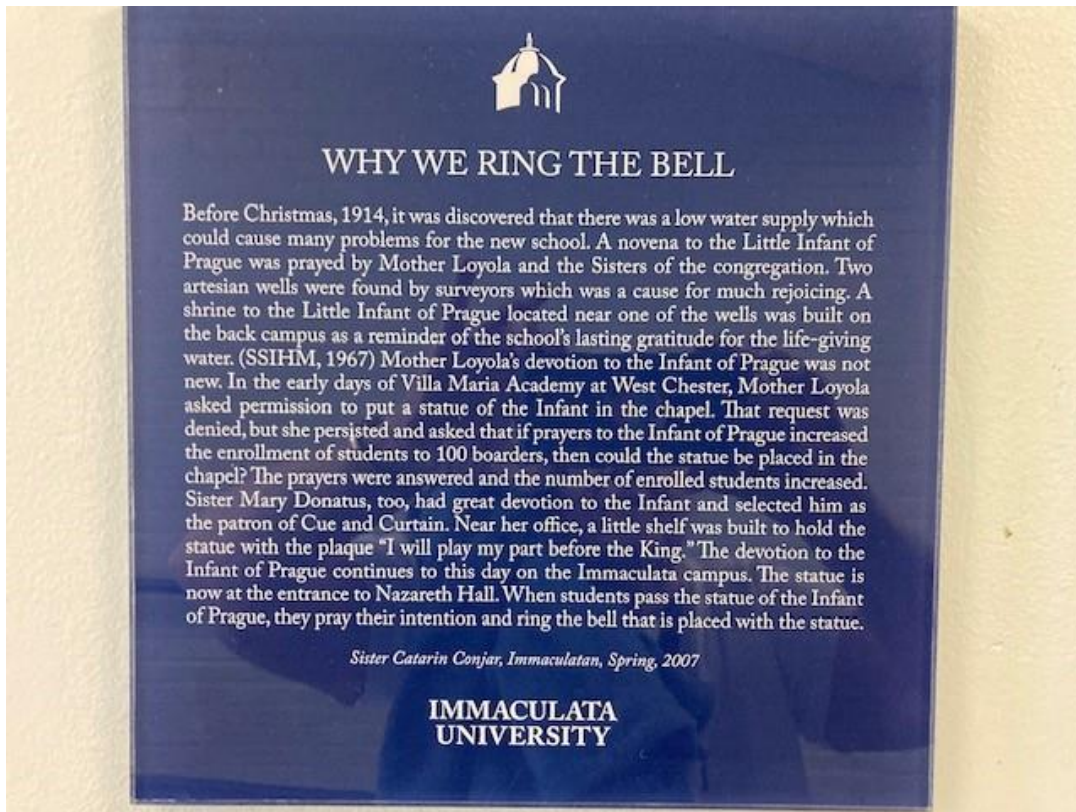 WHY WE RING THE BELL
Before Christmas, 1914, it was discovered that there was a low water supply which
could cause many problems for the new school. A novena to the Little Infant of
Prague was prayed by Mother Loyola and the Sisters of the congregation. Two
artesian wells were found by surveyors which was a cause for much rejoicing. A
shrine to the Little Infant of Prague located near one of the wells was built on
the back campus as a reminder of the school's lasting gratitude for the life-giving
water. (SSIHM, 1967) Mother Loyola's devotion to the Infant of Prague was not
new. In the early days of Villa Maria Academy at West Chester, Mother Loyola
asked permission to put a statue of the Infant in the chapel. That request was
denied, but she persisted and asked that if prayers to the Infant of Prague increased
the enrollment of students to 100 boarders, then could the statue be placed in the
chapel? The prayers were answered and the number of enrolled students increased.
Sister Mary Donatus, too, had great devotion to the Infant and selected him as
the patron of Cue and Curtain. Near her office, a little shelf was built to hold the
statue with the plaque “I will play my part before the King.” The devotion to the
Infant of Prague continues to this day on the Immaculata campus. The statue is
now at the entrance to Nazareth Hall. When students pass the statue of the Infant
of Prague, they pray their intention and ring the bell that is placed with the statue.
Sister Catarin Conjar, Immaculatan, Spring, 2007
IMMACULATA
UNIVERSITY